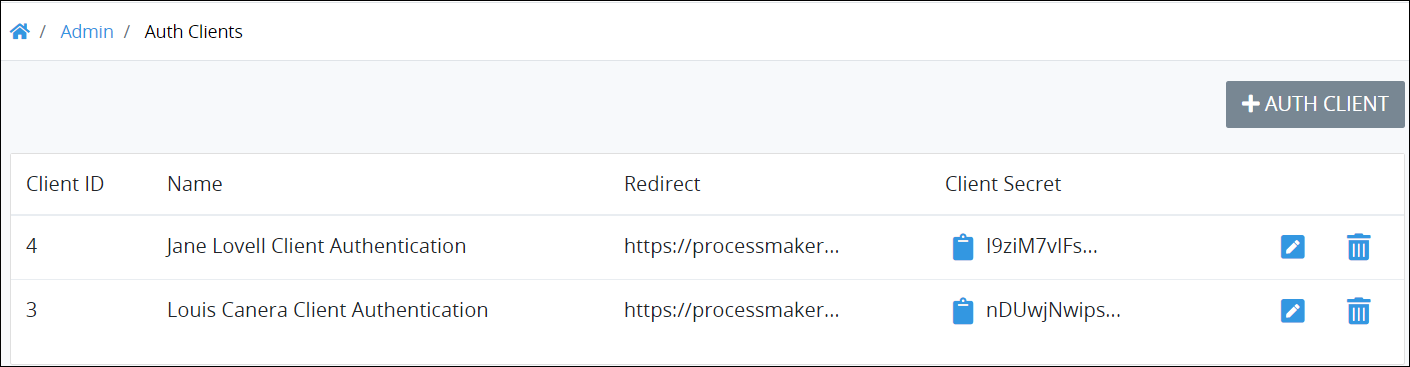 / Admin / Auth Clients
+ AUTH CLIENT
Client ID Name Redirect Client Secret
4 Jane Lovell Client Authentication https://processmaker... I9ziM7vIFs...
3 Louis Canera Client Authentication https://processmaker... nDUwjNwips...